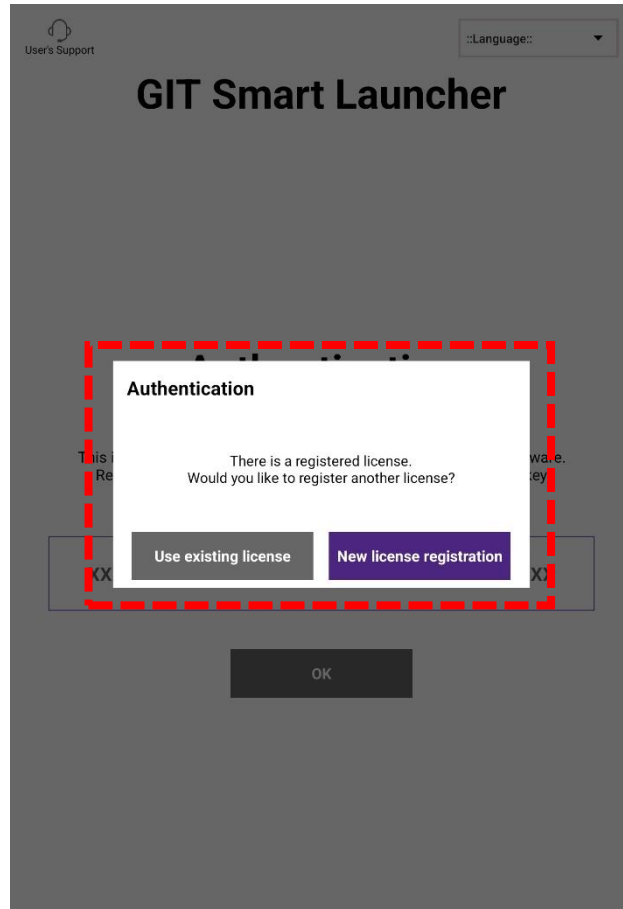 User's Support
::Language::
GIT Smart Launcher
Authentication
There is a registered license.
Would you like to register another license?
Use existing license
New license registration
OK